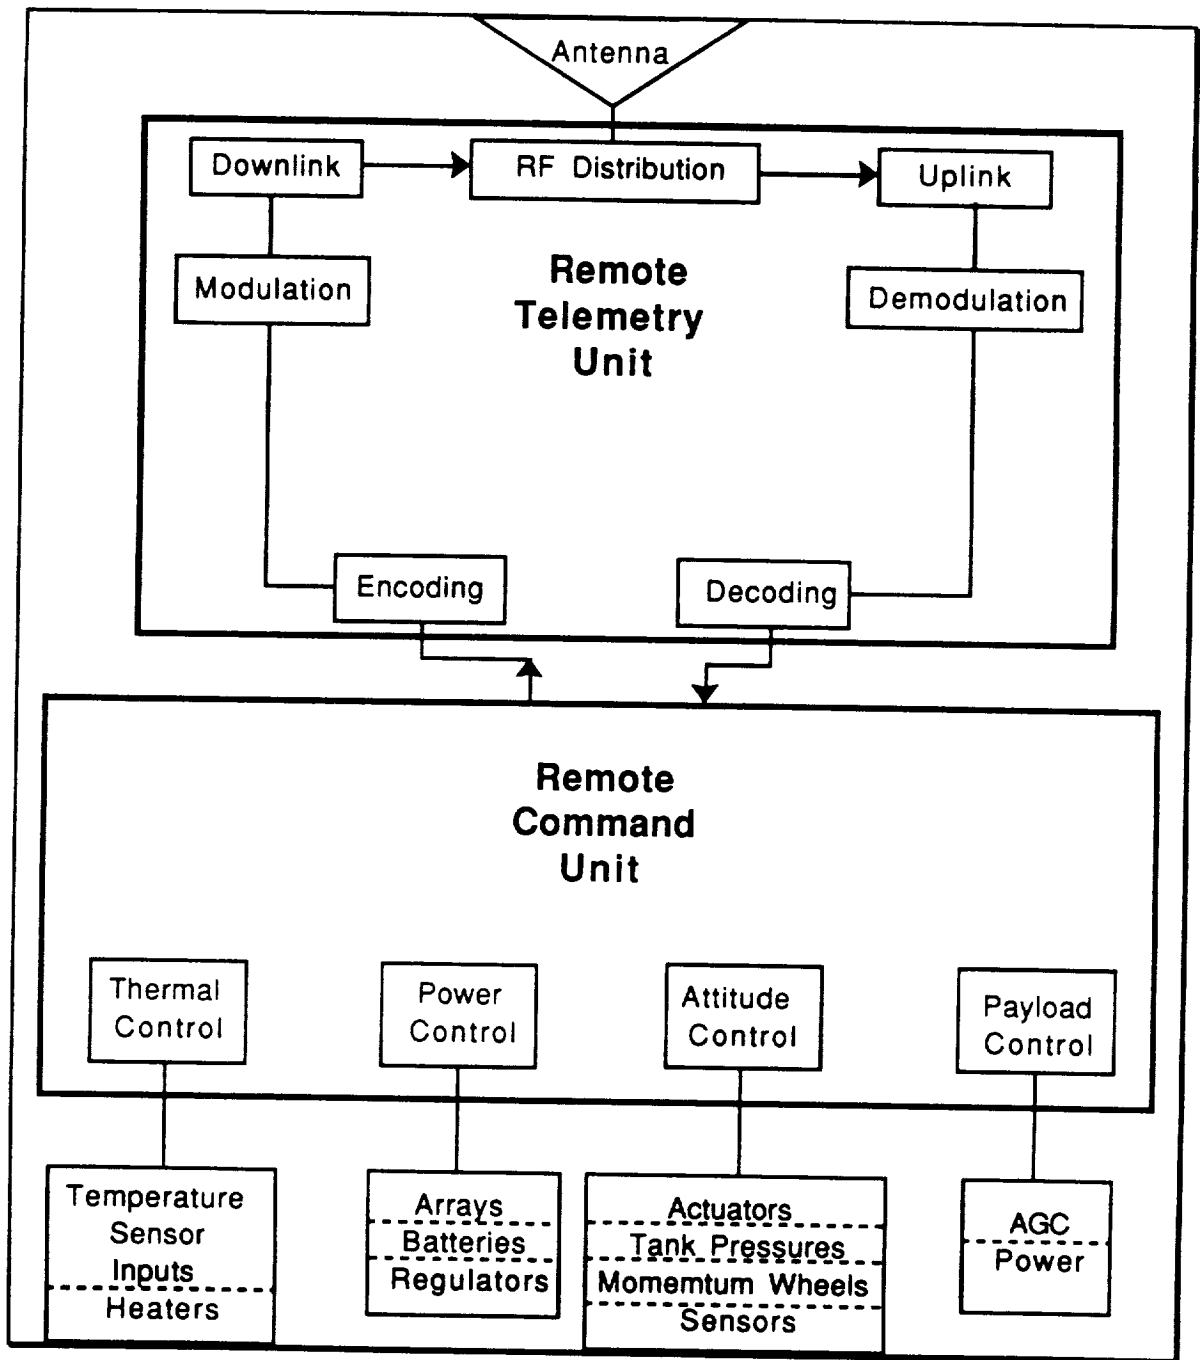 Antenna
Downlink
RF Distribution
Uplink
Remote
Telemetry
Unit
Modulation
Demodulation
Encoding
Decoding
Remote
Command
Unit
Thermal
Control
Power
Control
Attitude
Control
Payload
Control
Temperature
Sensor
Inputs
Heaters
Arrays
Batteries
Regulators
Actuators
Tank Pressures
Momemtum Wheels
Sensors
AGC
Power